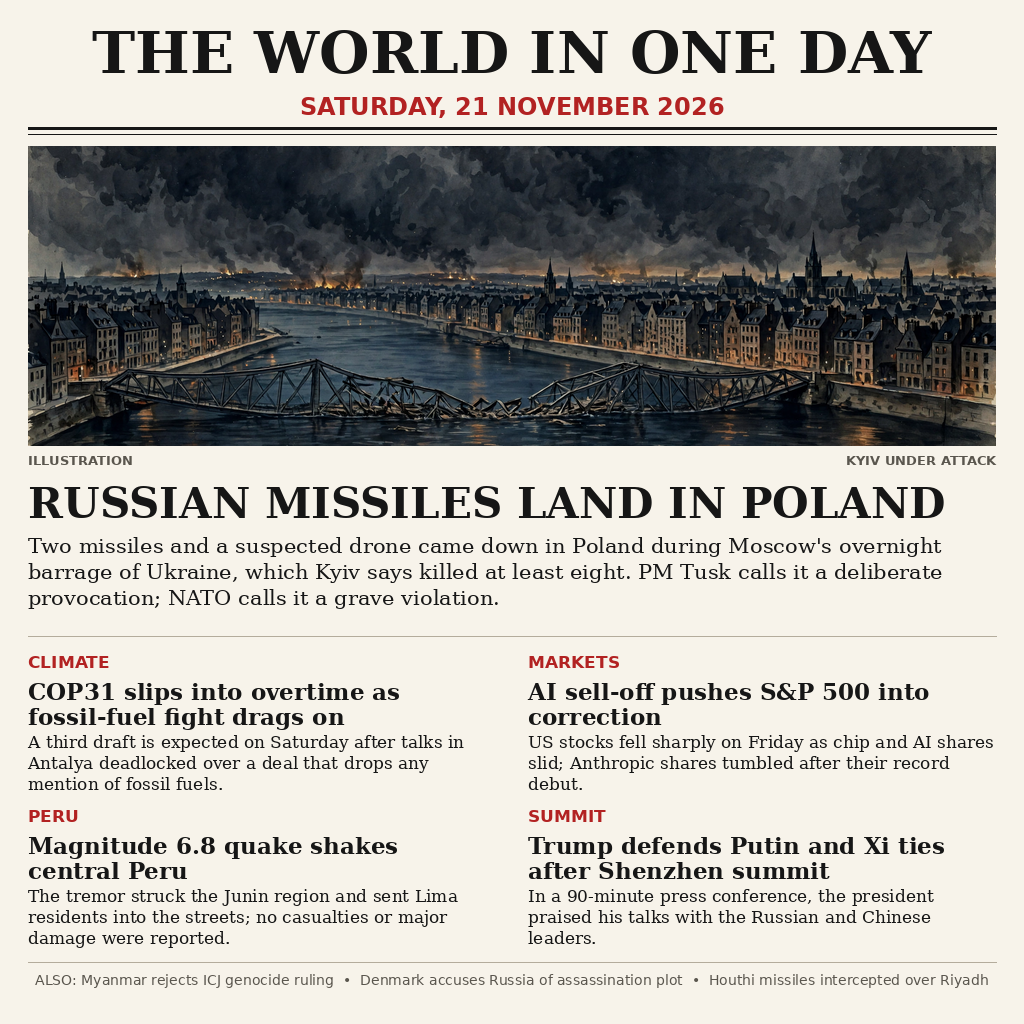 THE WORLD IN ONE DAY
SATURDAY, 21 NOVEMBER 2026
ILLUSTRATION
KYIV UNDER ATTACK
RUSSIAN MISSILES LAND IN POLAND
Two missiles and a suspected drone came down in Poland during Moscow's overnight
barrage of Ukraine, which Kyiv says killed at least eight. PM Tusk calls it a deliberate
provocation; NATO calls it a grave violation.
CLIMATE
COP31 slips into overtime as
fossil-fuel fight drags on
A third draft is expected on Saturday after talks in
Antalya deadlocked over a deal that drops any
mention of fossil fuels.
MARKETS
AI sell-off pushes S&P 500 into
correction
US stocks fell sharply on Friday as chip and AI shares
slid; Anthropic shares tumbled after their record
debut.
PERU
Magnitude 6.8 quake shakes
central Peru
The tremor struck the Junin region and sent Lima
residents into the streets; no casualties or major
damage were reported.
SUMMIT
Trump defends Putin and Xi ties
after Shenzhen summit
In a 90-minute press conference, the president
praised his talks with the Russian and Chinese
leaders.
ALSO: Myanmar rejects ICJ genocide ruling • Denmark accuses Russia of assassination plot • Houthi missiles intercepted over Riyadh